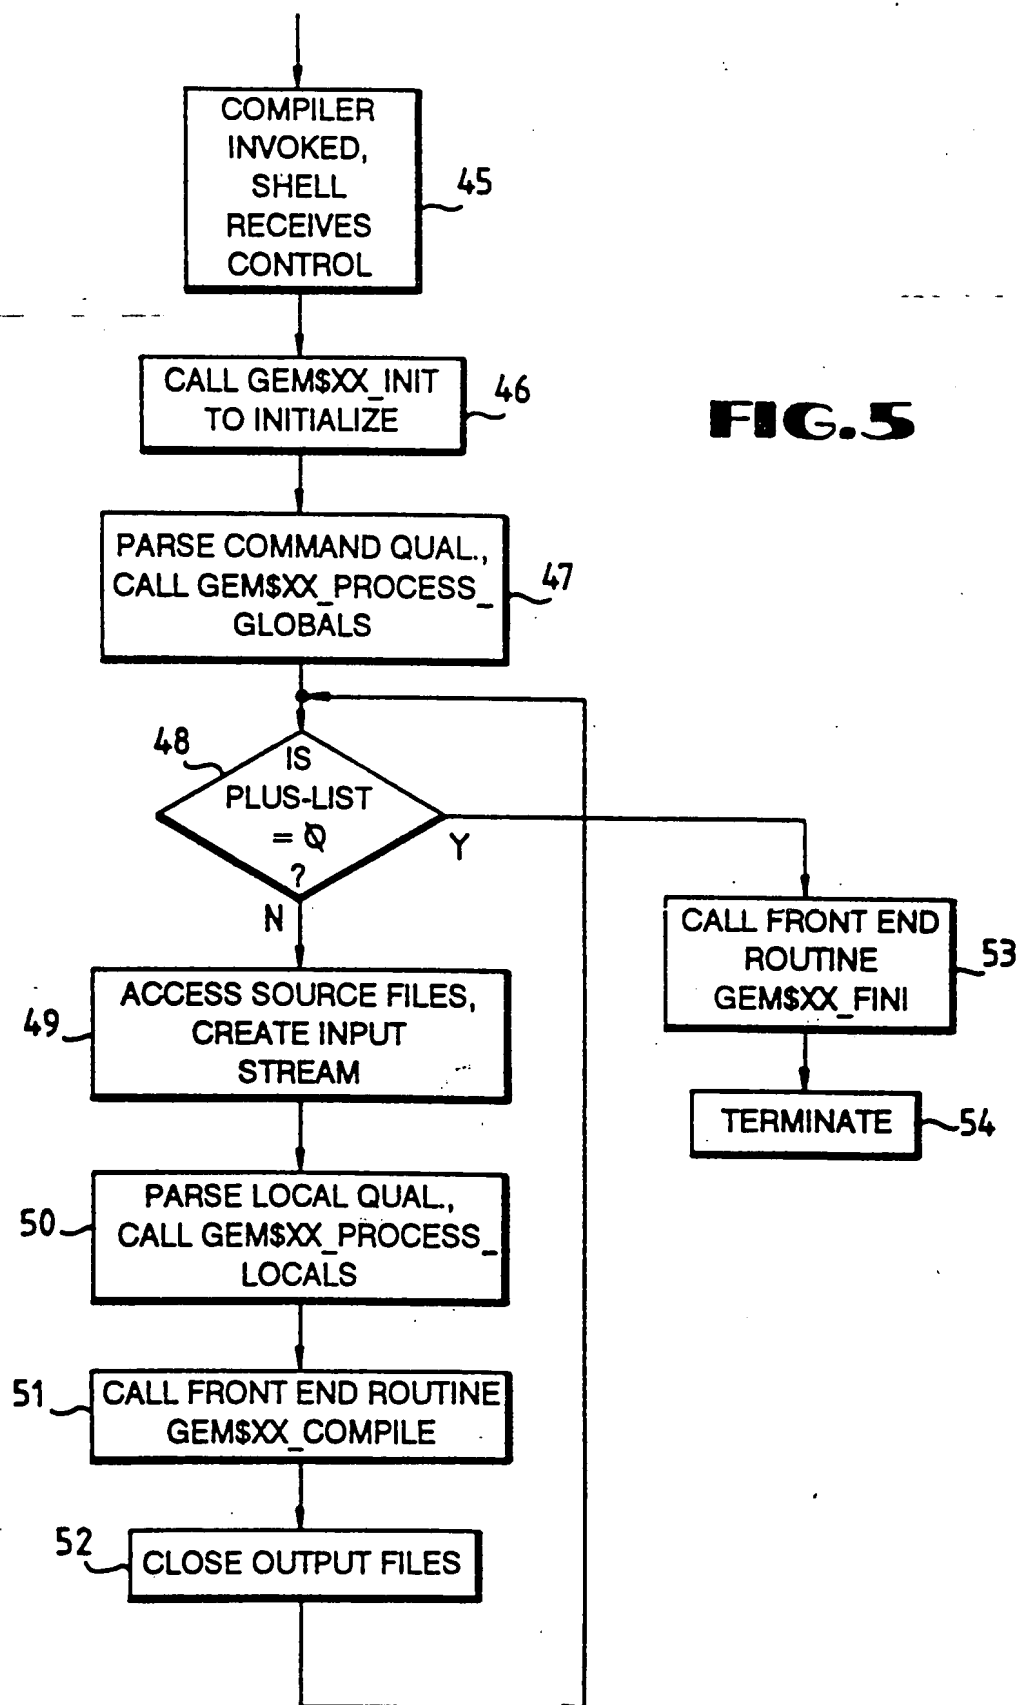 COMPILER
INVOKED,
SHELL
RECEIVES
CONTROL
45
CALL GEM$XX_INIT
TO INITIALIZE
46
FIG.5
PARSE COMMAND QUAL.,
CALL GEM$XX_PROCESS_
GLOBALS
47
48
IS
PLUS-LIST
= Ø
?
Y
N
CALL FRONT END
ROUTINE
GEM$XX_FINI
53
ACCESS SOURCE FILES,
CREATE INPUT
STREAM
49
TERMINATE
54
PARSE LOCAL QUAL.,
CALL GEM$XX_PROCESS_
LOCALS
50
51
CALL FRONT END ROUTINE
GEM$XX_COMPILE
52
CLOSE OUTPUT FILES